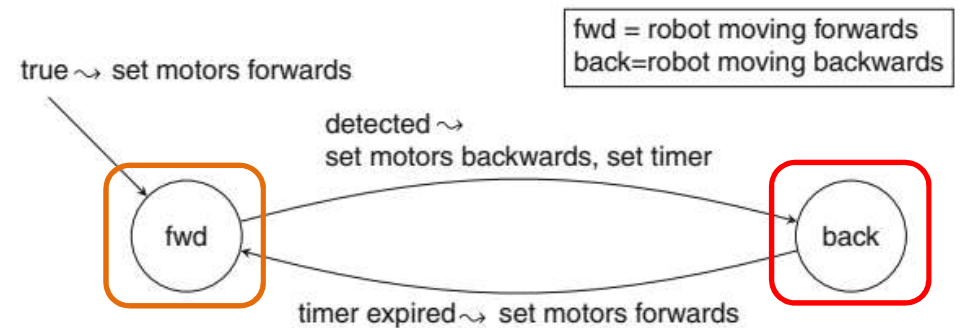 fwd = robot moving forwards
back=robot moving backwards
true⤳ set motors forwards
detected ⤳
set motors backwards, set timer
fwd
back
timer expired⤳ set motors forwards